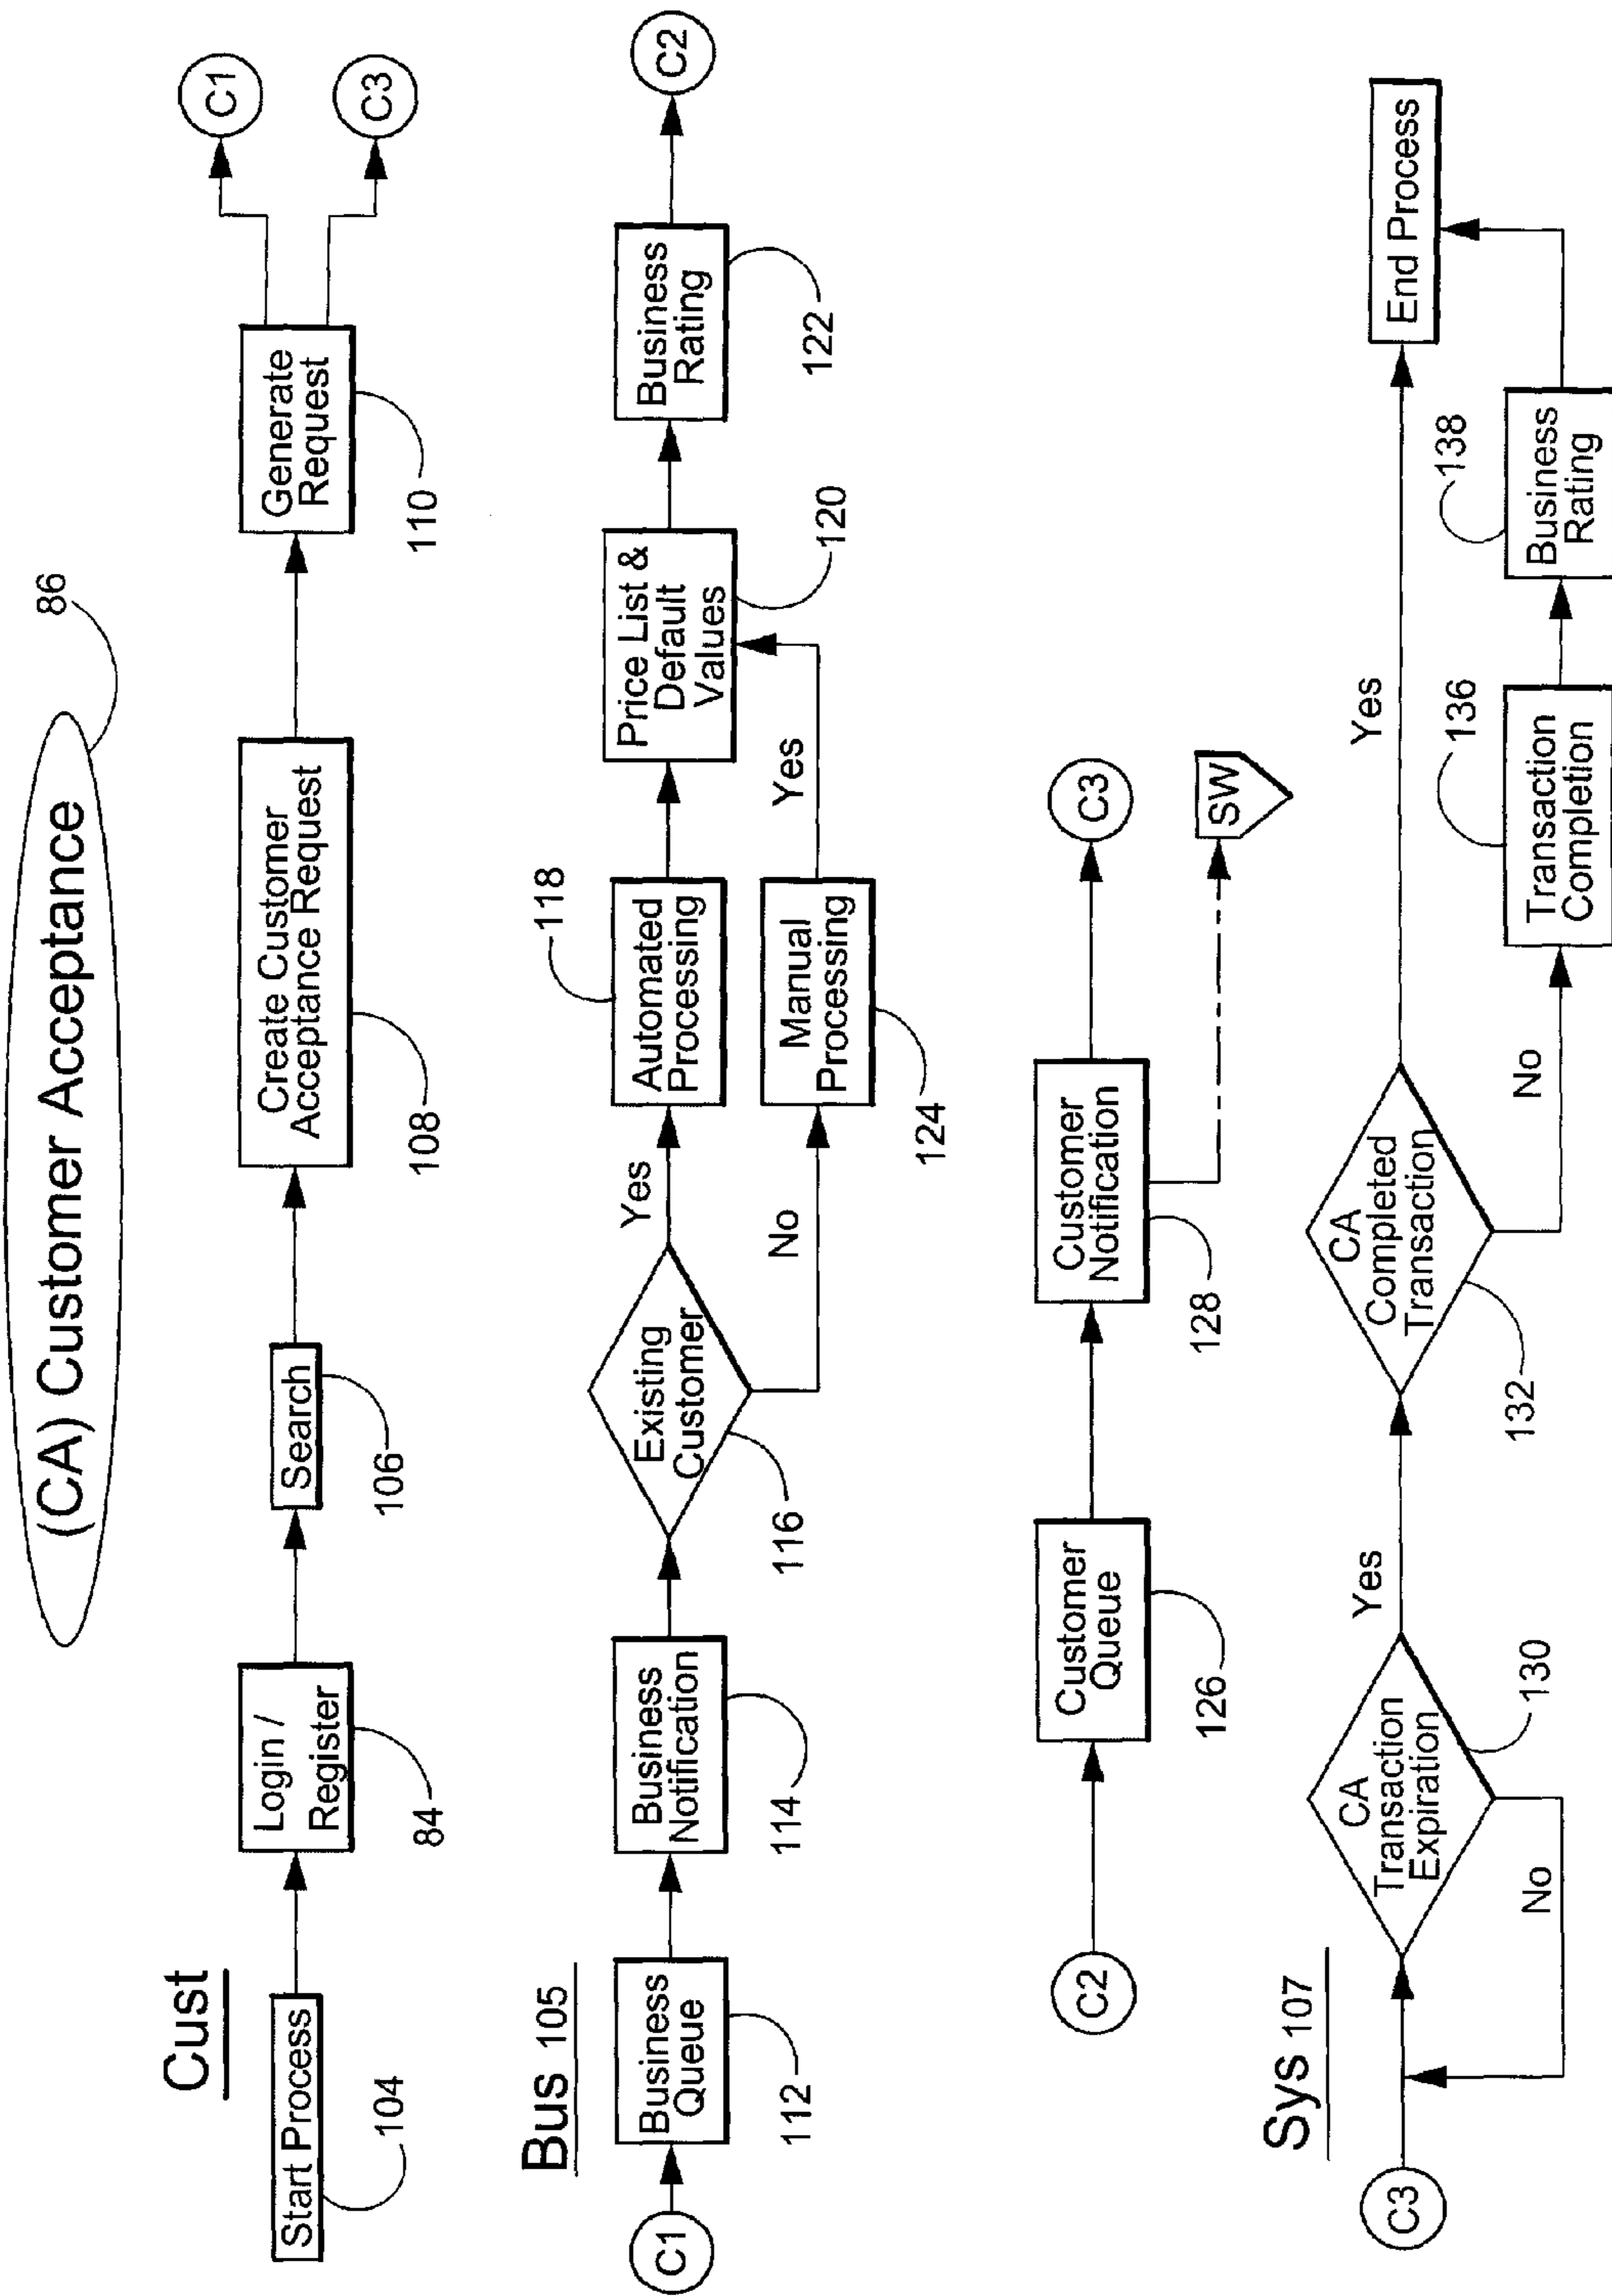 (CA) Customer Acceptance
86
Cust
Start Process
104
Login /
Register
84
Search
106
Create Customer
Acceptance Request
108
Generate
Request
110
C1
C3
Bus 105
C1
Business
Queue
112
Business
Notification
114
Existing
Customer
116
Yes
No
Automated
Processing
118
Manual
Processing
124
Yes
Price List &
Default
Values
120
Business
Rating
122
C2
C2
Customer
Queue
126
Customer
Notification
128
C3
SW
Sys 107
C3
CA
Transaction
Expiration
130
No
Yes
CA
Completed
Transaction
132
Yes
No
Transaction
Completion
136
Business
Rating
138
End Process